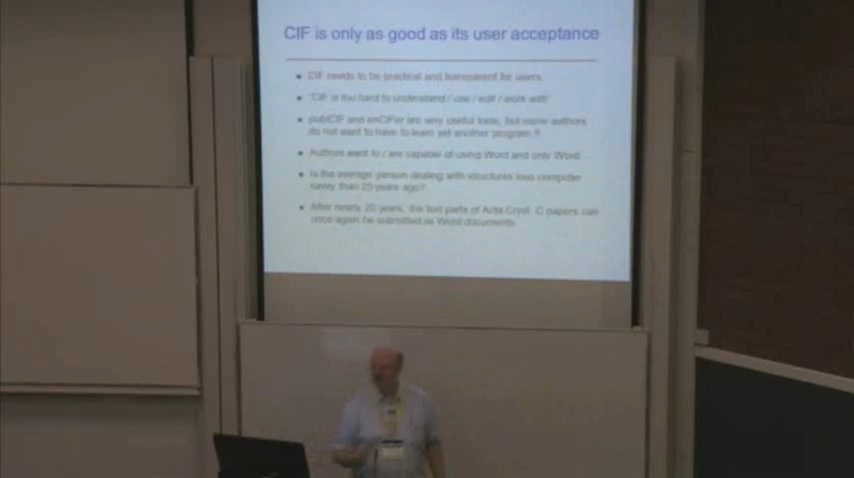 CIF is only as good as its user acceptance
• CIF needs to be practical and transparent for users
• "CIF is too hard to understand / use / edit / work with"
• publCIF and enCIFer are very useful tools, but some authors
do not want to have to learn yet another program !!
• Authors want to / are capable of using Word and only Word ...
• Is the average person dealing with structures less computer
savvy than 25 years ago?
• After nearly 20 years, the text parts of Acta Cryst. C papers can
once again be submitted as Word documents